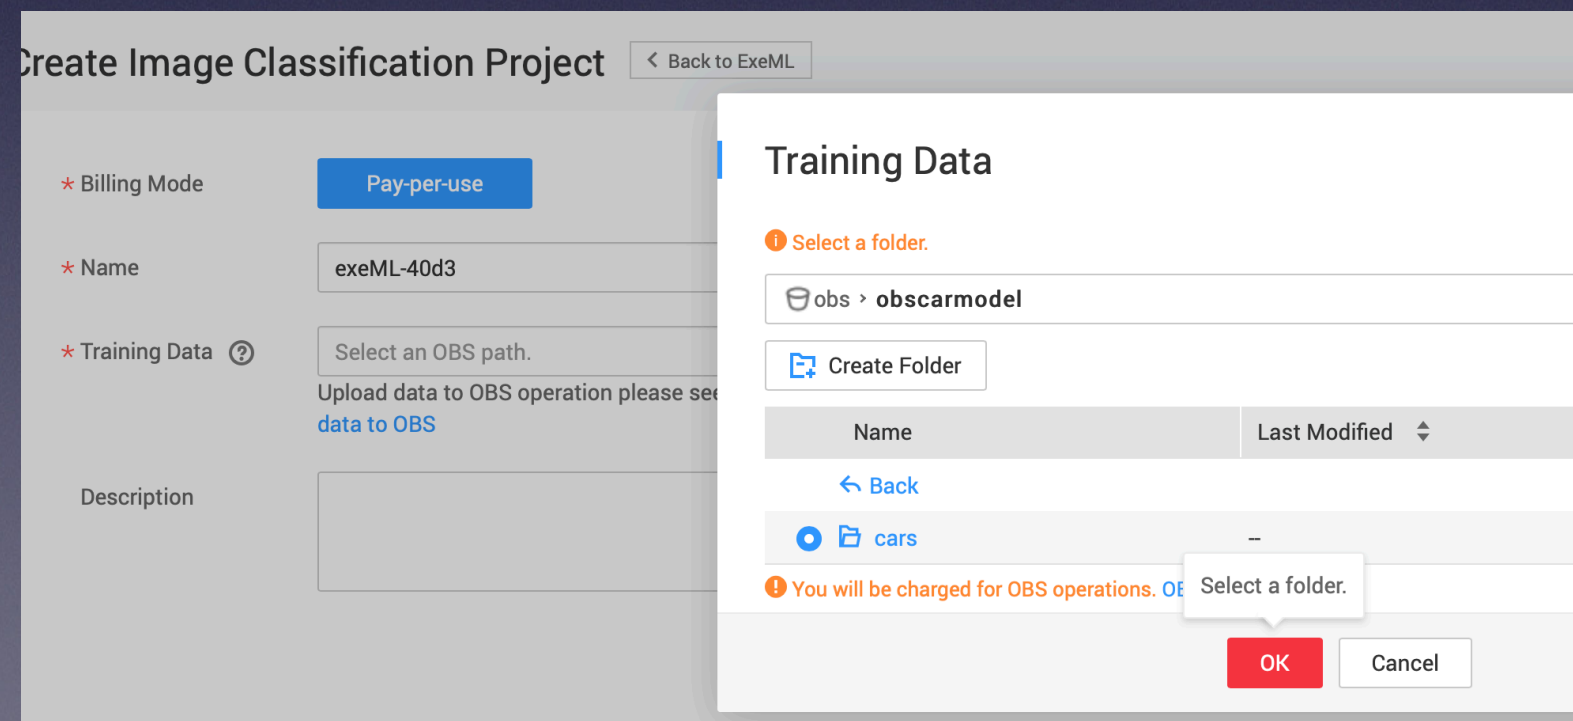 Create Image Classification Project
Back to ExeML
* Billing Mode
Pay-per-use
* Name
exeML-40d3
* Training Data
Select an OBS path.
Upload data to OBS operation please see
data to OBS
Description
Training Data
Select a folder.
obs > obscarmodel
Create Folder
Name Last Modified
Back
cars --
You will be charged for OBS operations.
Select a folder.
OK Cancel